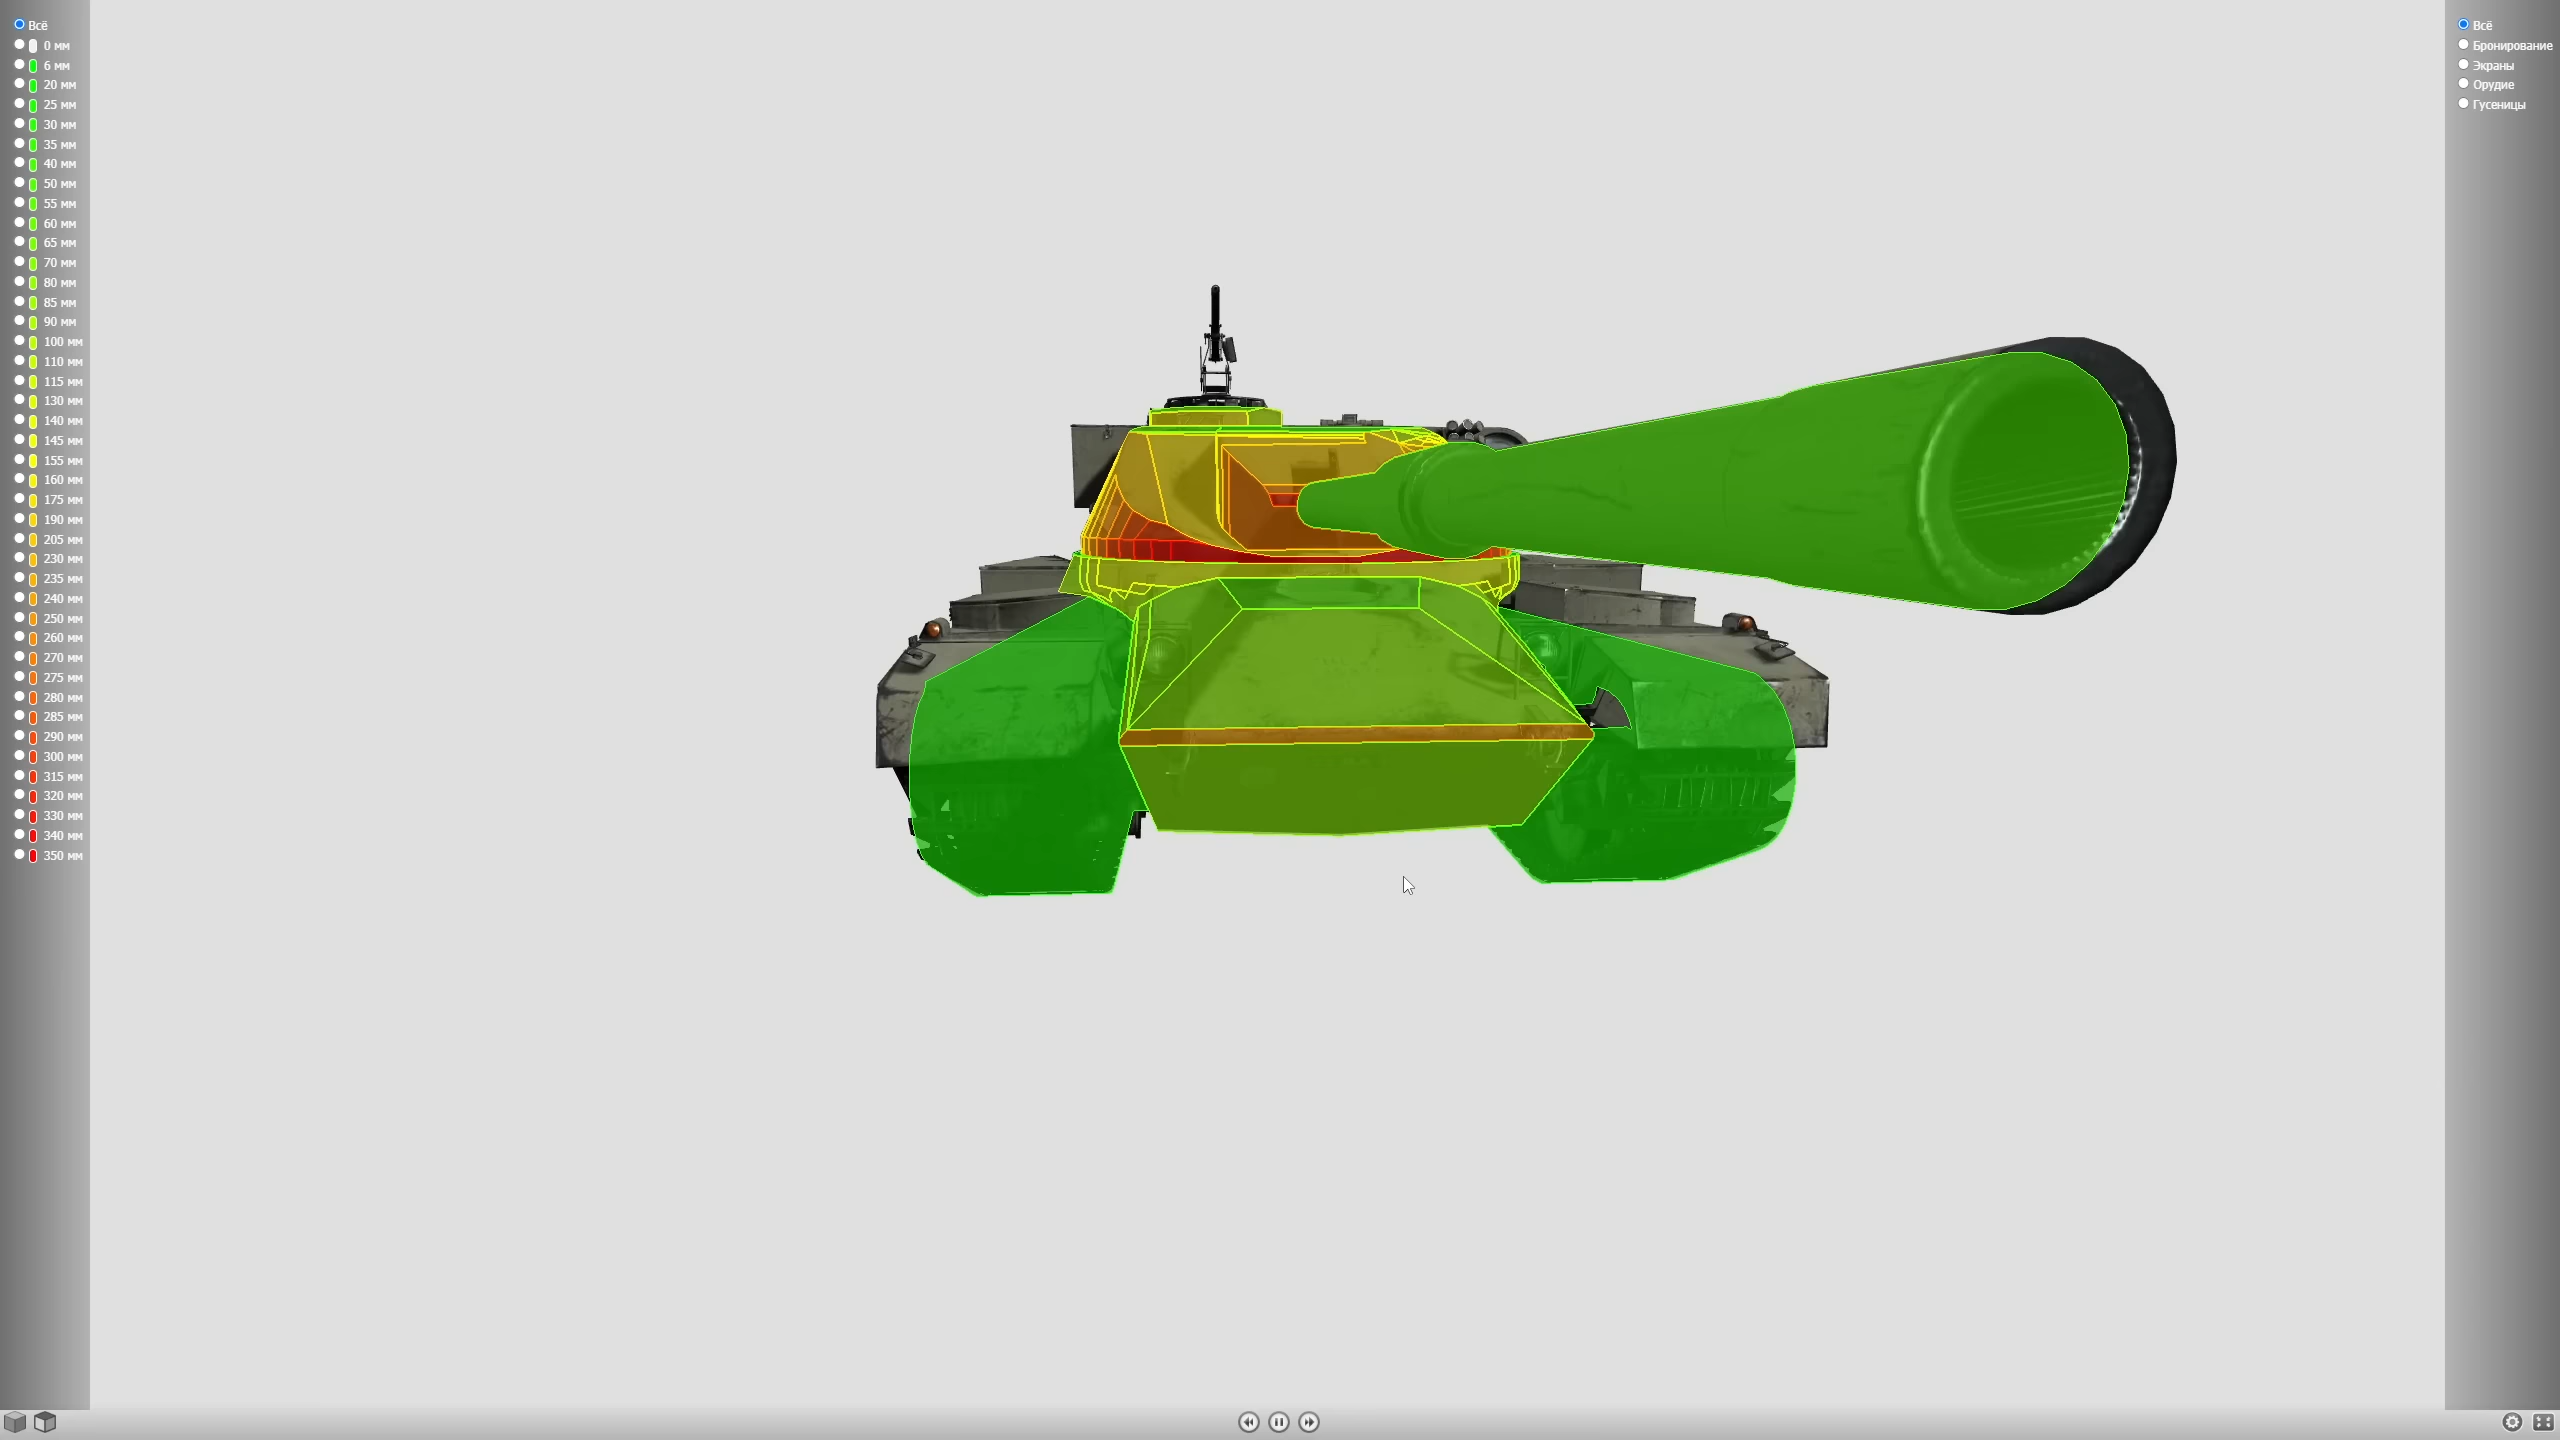 Всё
0 мм
6 мм
20 мм
25 мм
30 мм
35 мм
40 мм
50 мм
55 мм
60 мм
65 мм
70 мм
80 мм
85 мм
90 мм
100 мм
110 мм
115 мм
130 мм
140 мм
145 мм
155 мм
160 мм
175 мм
190 мм
205 мм
230 мм
235 мм
240 мм
250 мм
260 мм
270 мм
275 мм
280 мм
285 мм
290 мм
300 мм
315 мм
320 мм
330 мм
340 мм
350 мм
Всё
Бронирование
Экраны
Орудие
Гусеницы